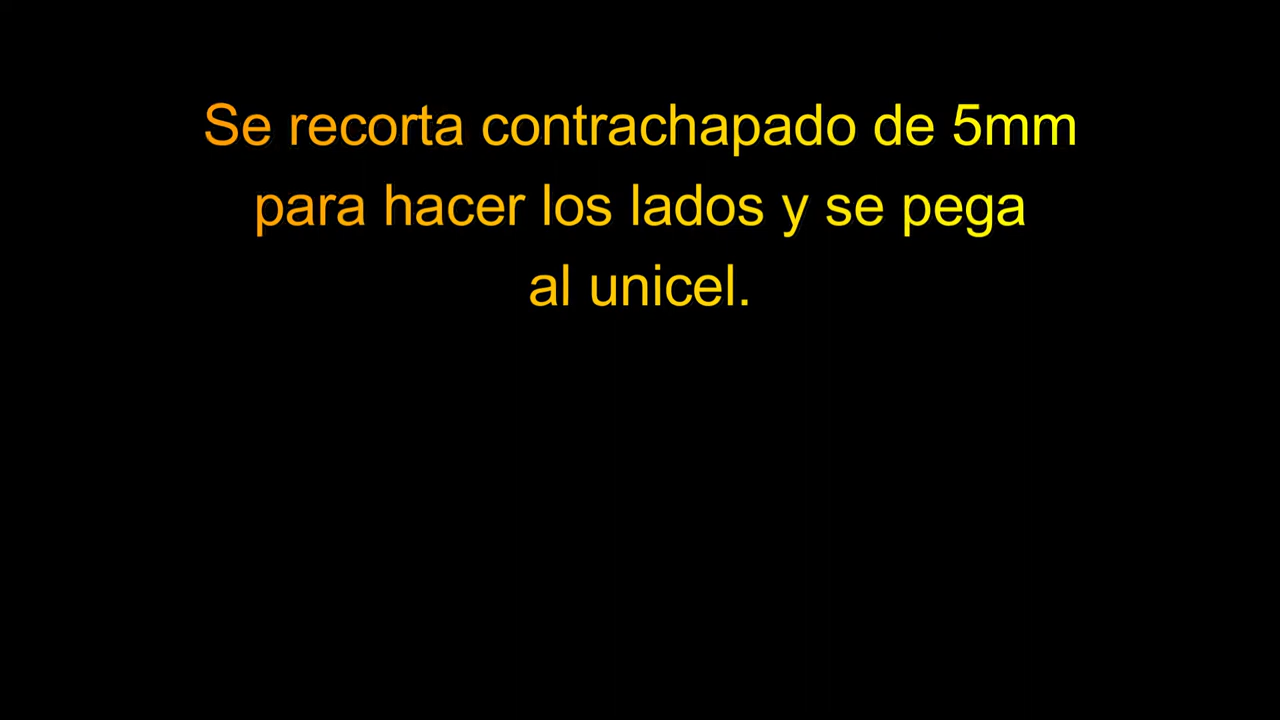 Se recorta contrachapado de 5mm
para hacer los lados y se pega
al unicel.